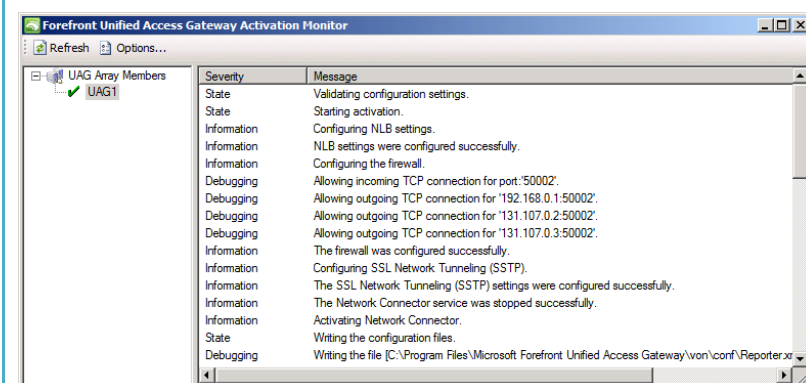 Forefront Unified Access Gateway Activation Monitor
Refresh Options...
UAG Array Members
UAG1
Severity Message
State Validating configuration settings.
State Starting activation.
Information Configuring NLB settings.
Information NLB settings were configured successfully.
Information Configuring the firewall.
Debugging Allowing incoming TCP connection for port:'50002'.
Debugging Allowing outgoing TCP connection for '192.168.0.1:50002'.
Debugging Allowing outgoing TCP connection for '131.107.0.2:50002'.
Debugging Allowing outgoing TCP connection for '131.107.0.3:50002'.
Information The firewall was configured successfully.
Information Configuring SSL Network Tunneling (SSTP).
Information The SSL Network Tunneling (SSTP) settings were configured successfully.
Information The Network Connector service was stopped successfully.
Information Activating Network Connector.
State Writing the configuration files.
Debugging Writing the file [C:\Program Files\Microsoft Forefront Unified Access Gateway\von\conf\Reporter.xr